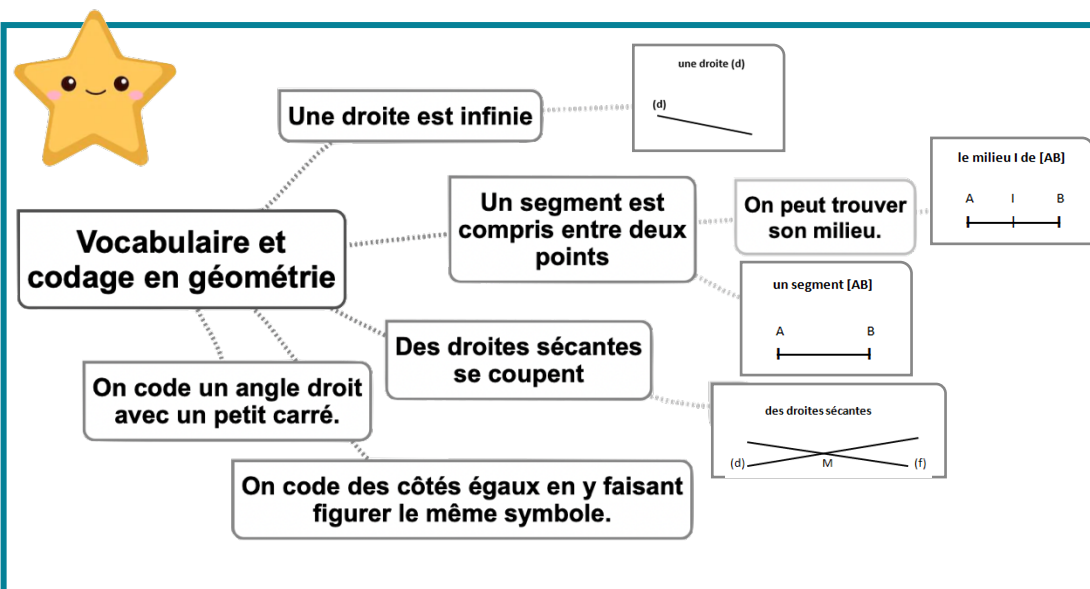 Vocabulaire et
codage en géométrie
Une droite est infinie
une droite (d)
(d)
Un segment est
compris entre deux
points
On peut trouver
son milieu.
le milieu I de [AB]
A I B
un segment [AB]
A B
Des droites sécantes
se coupent
des droites sécantes
(d) M (f)
On code un angle droit
avec un petit carré.
On code des côtés égaux en y faisant
figurer le même symbole.